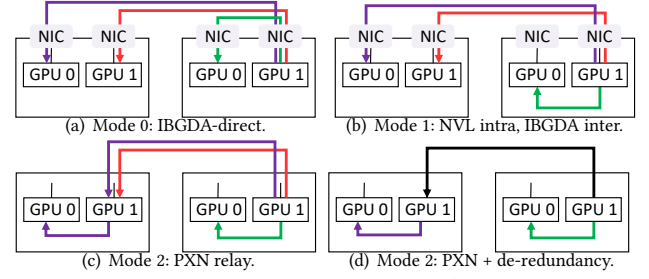 NIC NIC NIC NIC
GPU 0 GPU 1 GPU 0 GPU 1
(a) Mode 0: IBGDA-direct.
NIC NIC NIC NIC
GPU 0 GPU 1 GPU 0 GPU 1
(b) Mode 1: NVL intra, IBGDA inter.
GPU 0 GPU 1 GPU 0 GPU 1
(c) Mode 2: PXN relay.
GPU 0 GPU 1 GPU 0 GPU 1
(d) Mode 2: PXN + de-redundancy.